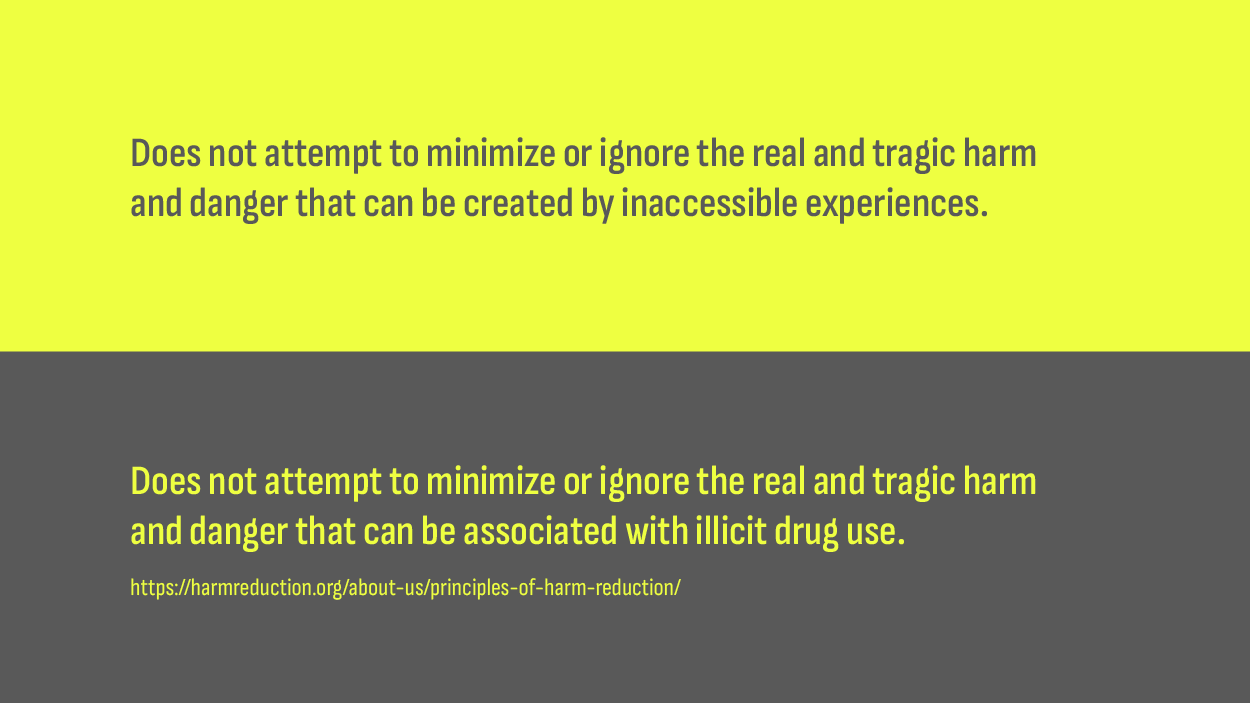 Does not attempt to minimize or ignore the real and tragic harm
and danger that can be created by inaccessible experiences.
Does not attempt to minimize or ignore the real and tragic harm
and danger that can be associated with illicit drug use.
https://harmreduction.org/about-us/principles-of-harm-reduction/